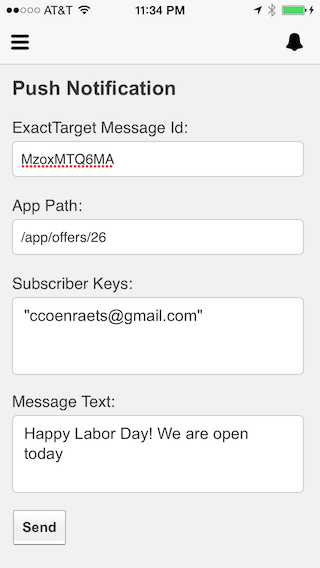 AT&T 11:34 PM
Push Notification
ExactTarget Message Id:
MzoxMTQ6MA
App Path:
/app/offers/26
Subscriber Keys:
"ccoenraets@gmail.com"
Message Text:
Happy Labor Day! We are open
today
Send